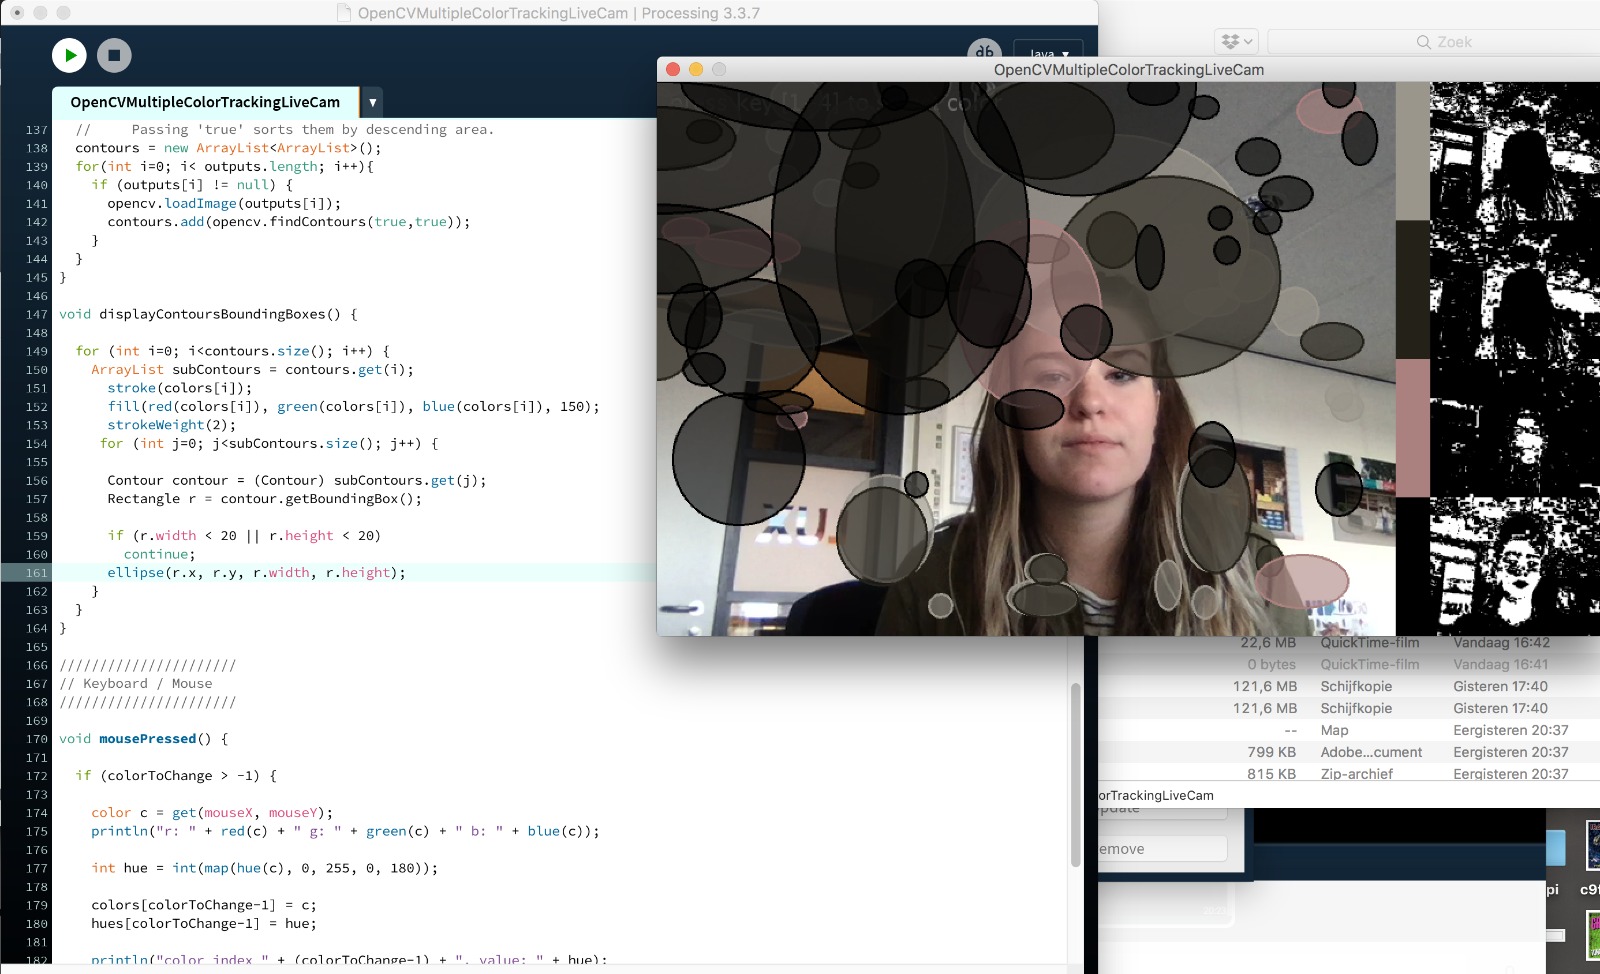 OpenCVMultipleColorTrackingLiveCam | Processing 3.3.7
Java ▼
OpenCVMultipleColorTrackingLiveCam ▼
137 //     Passing 'true' sorts them by descending area.
138 contours = new ArrayList<ArrayList>();
139 for(int i=0; i< outputs.length; i++){
140 if (outputs[i] != null) {
141 opencv.loadImage(outputs[i]);
142 contours.add(opencv.findContours(true,true));
143 }
144 }
145 }
146
147 void displayContoursBoundingBoxes() {
148
149 for (int i=0; i<contours.size(); i++) {
150 ArrayList subContours = contours.get(i);
151 stroke(colors[i]);
152 fill(red(colors[i]), green(colors[i]), blue(colors[i]), 150);
153 strokeWeight(2);
154 for (int j=0; j<subContours.size(); j++) {
155
156 Contour contour = (Contour) subContours.get(j);
157 Rectangle r = contour.getBoundingBox();
158
159 if (r.width < 20 || r.height < 20)
160 continue;
161 ellipse(r.x, r.y, r.width, r.height);
162 }
163 }
164 }
165
166 //////////////////////
167 // Keyboard / Mouse
168 //////////////////////
169
170 void mousePressed() {
171
172 if (colorToChange > -1) {
173
174 color c = get(mouseX, mouseY);
175 println("r: " + red(c) + " g: " + green(c) + " b: " + blue(c));
176
177 int hue = int(map(hue(c), 0, 255, 0, 180));
178
179 colors[colorToChange-1] = c;
180 hues[colorToChange-1] = hue;
181
182 println("color index " + (colorToChange-1) + ", value: " + hue);
Zoek
OpenCVMultipleColorTrackingLiveCam
22,6 MB QuickTime-film Vandaag 16:42
0 bytes QuickTime-film Vandaag 16:41
121,6 MB Schijfkopie Gisteren 17:40
121,6 MB Schijfkopie Gisteren 17:40
-- Map Eergisteren 20:37
799 KB Adobe...cument Eergisteren 20:37
815 KB Zip-archief Eergisteren 20:37
orTrackingLiveCam
pdate
emove
pi